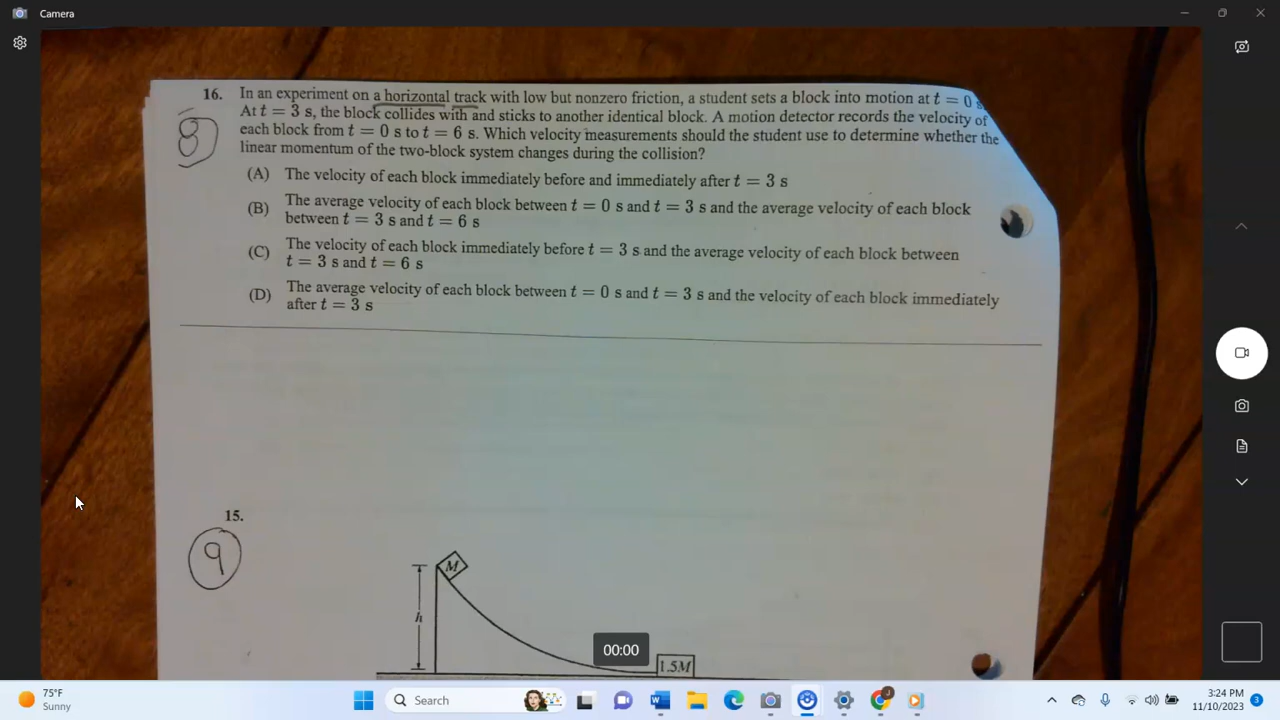 Camera
16. In an experiment on a horizontal track with low but nonzero friction, a student sets a block into motion at t = 0 s.
At t = 3 s, the block collides with and sticks to another identical block. A motion detector records the velocity of
8
each block from t = 0 s to t = 6 s. Which velocity measurements should the student use to determine whether the
linear momentum of the two-block system changes during the collision?
(A) The velocity of each block immediately before and immediately after t = 3 s
(B) The average velocity of each block between t = 0 s and t = 3 s and the average velocity of each block
between t = 3 s and t = 6 s
(C) The velocity of each block immediately before t = 3 s and the average velocity of each block between
t = 3 s and t = 6 s
(D) The average velocity of each block between t = 0 s and t = 3 s and the velocity of each block immediately
after t = 3 s
15.
9
M
h
1.5M
00:00
75°F
Sunny
Search
3:24 PM
11/10/2023
3